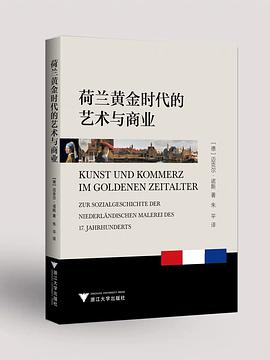 荷兰黄金时代的艺术与商业
荷兰黄金时代的
艺术与商业
KUNST UND KOMMERZ
IM GOLDENEN ZEITALTER
ZUR SOZIALGESCHICHTE DER
NIEDERLÄNDISCHEN MALEREI DES
17. JAHRHUNDERTS
[德] 迈克尔·诺斯 著
朱 平 译
浙江大学出版社
浙江大学出版社